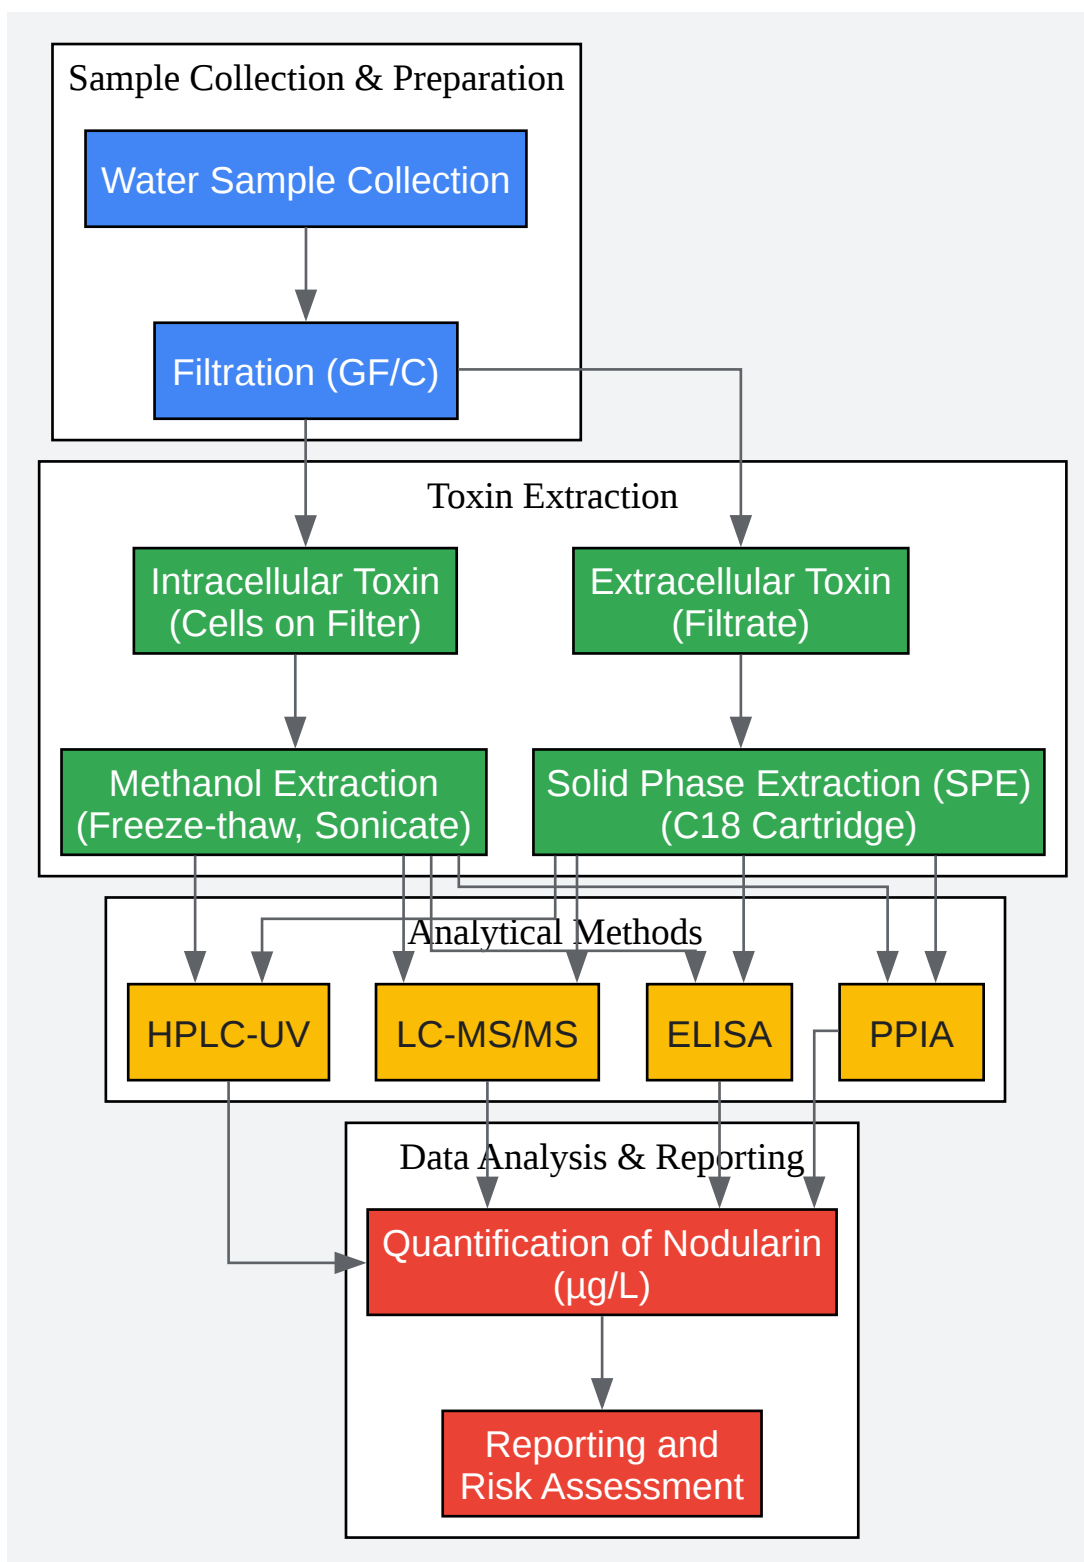 Sample Collection & Preparation
Water Sample Collection
Filtration (GF/C)
Toxin Extraction
Intracellular Toxin
(Cells on Filter)
Extracellular Toxin
(Filtrate)
Methanol Extraction
(Freeze-thaw, Sonicate)
Solid Phase Extraction (SPE)
(C18 Cartridge)
Analytical Methods
HPLC-UV
LC-MS/MS
ELISA
PPIA
Data Analysis & Reporting
Quantification of Nodularin
(µg/L)
Reporting and
Risk Assessment